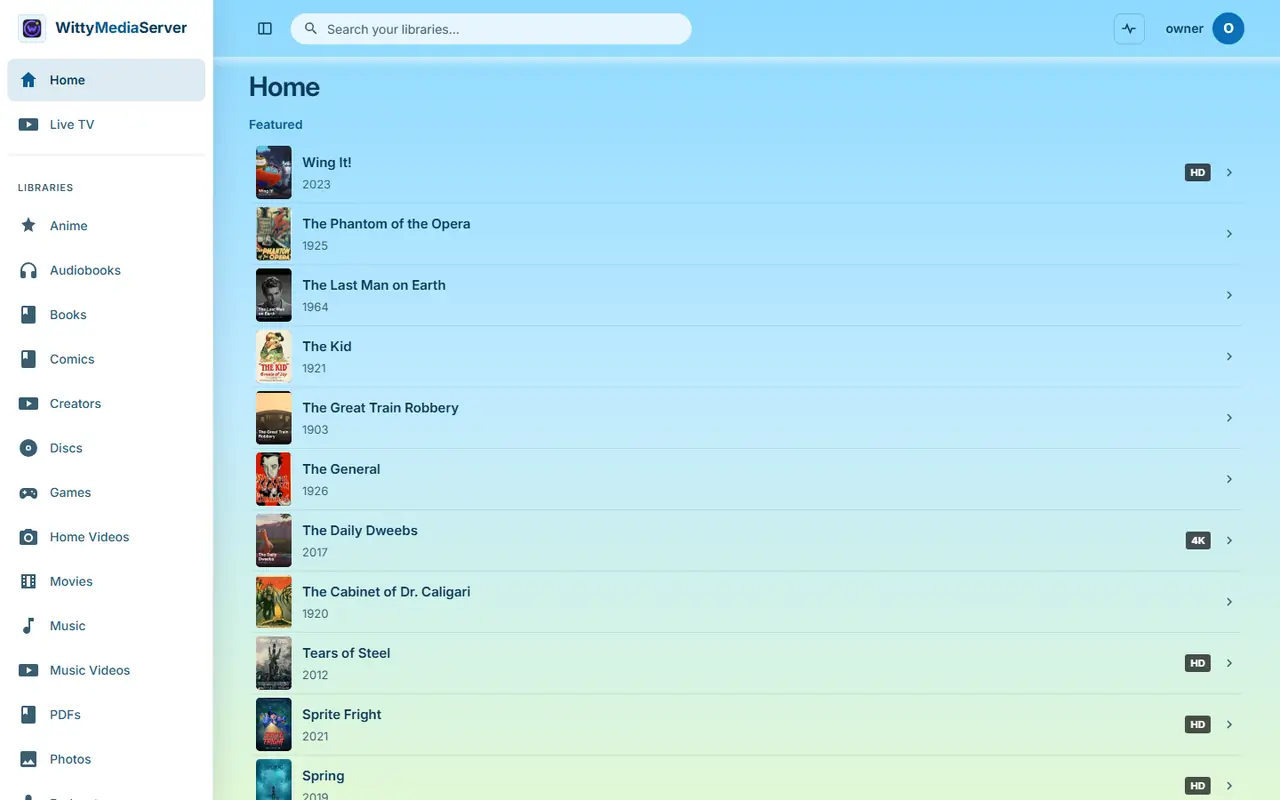 WittyMediaServer
Search your libraries...
owner
O
Home
Live TV
LIBRARIES
Anime
Audiobooks
Books
Comics
Creators
Discs
Games
Home Videos
Movies
Music
Music Videos
PDFs
Photos
Home
Featured
Wing It!
2023
HD
The Phantom of the Opera
1925
The Last Man on Earth
1964
The Kid
1921
The Great Train Robbery
1903
The General
1926
The Daily Dweebs
2017
4K
The Cabinet of Dr. Caligari
1920
Tears of Steel
2012
HD
Sprite Fright
2021
HD
Spring
2019
HD